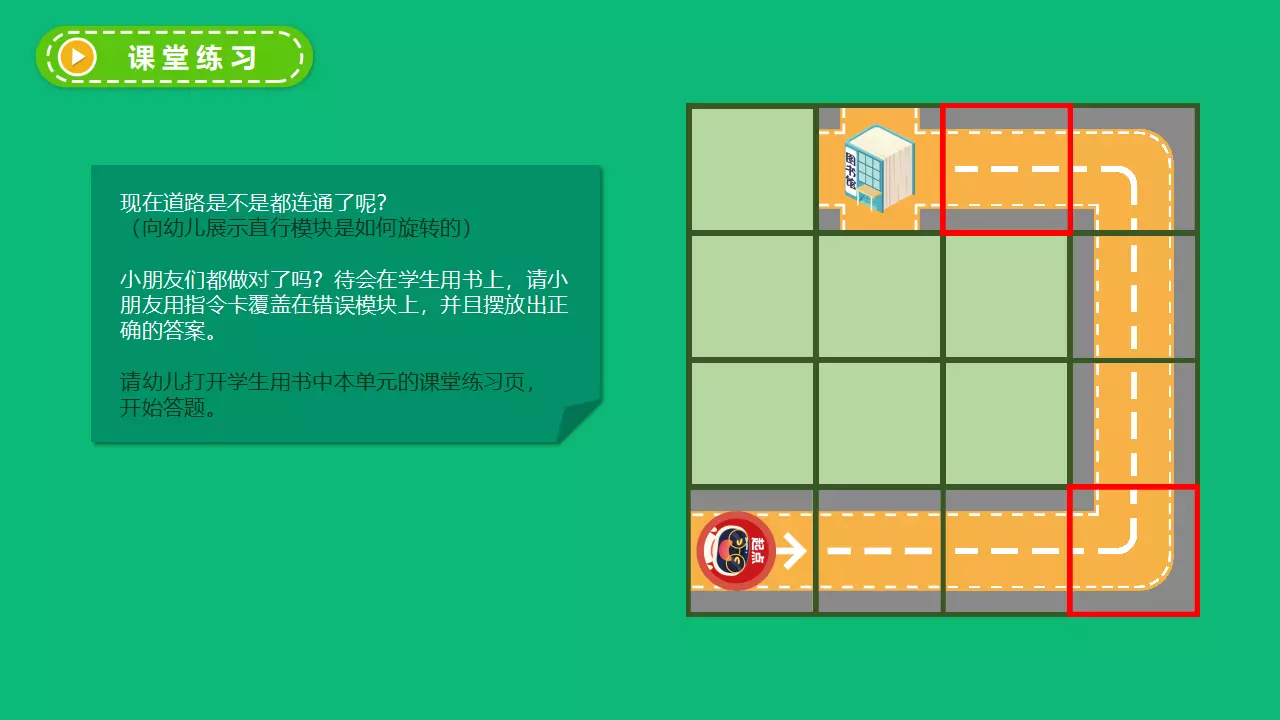 课堂练习
现在道路是不是都连通了呢？
（向幼儿展示直行模块是如何旋转的）
小朋友们都做对了吗？待会在学生用书上，请小
朋友用指令卡覆盖在错误模块上，并且摆放出正
确的答案。
请幼儿打开学生用书中本单元的课堂练习页，
开始答题。
图书馆
起点